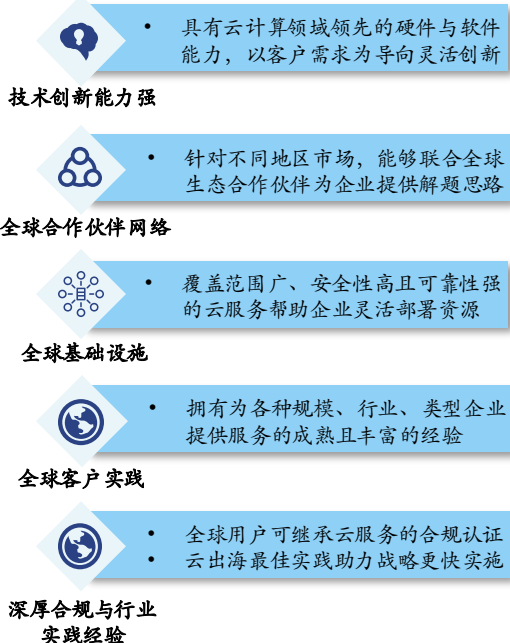 • 具有云计算领域领先的硬件与软件
能力，以客户需求为导向灵活创新
技术创新能力强
• 针对不同地区市场，能够联合全球
生态合作伙伴为企业提供解题思路
全球合作伙伴网络
• 覆盖范围广、安全性高且可靠性强
的云服务帮助企业灵活部署资源
全球基础设施
• 拥有为各种规模、行业、类型企业
提供服务的成熟且丰富的经验
全球客户实践
• 全球用户可继承云服务的合规认证
• 云出海最佳实践助力战略更快实施
深厚合规与行业
实践经验